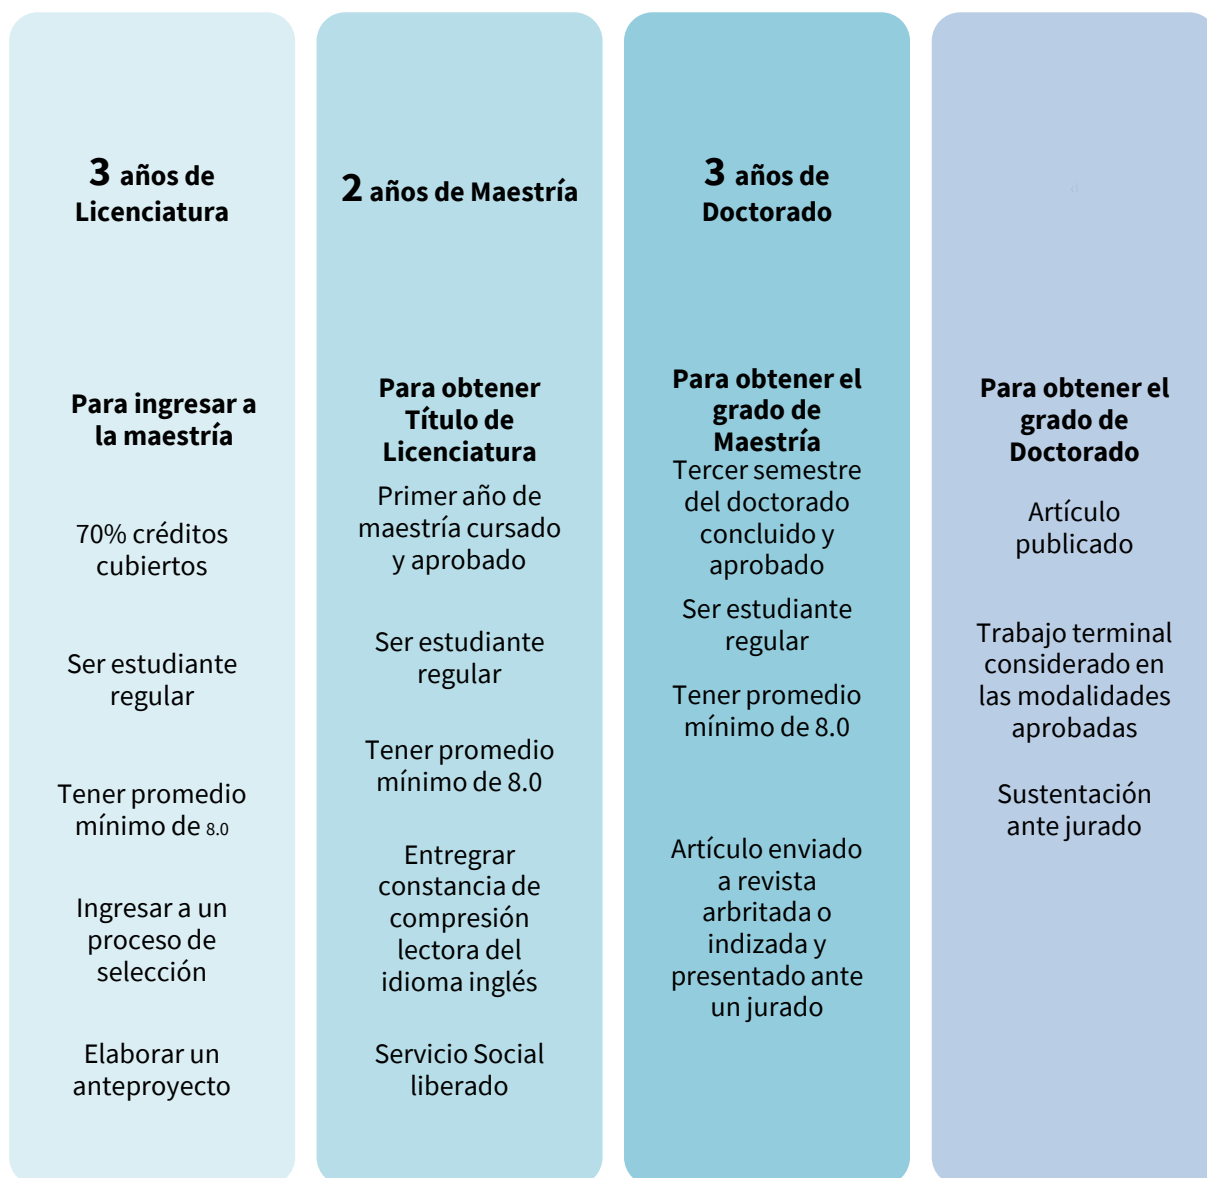 3 años de
Licenciatura
Para ingresar a
la maestría
70% créditos
cubiertos
Ser estudiante
regular
Tener promedio
mínimo de 8.0
Ingresar a un
proceso de
selección
Elaborar un
anteproyecto
2 años de Maestría
Para obtener
Título de
Licenciatura
Primer año de
maestría cursado
y aprobado
Ser estudiante
regular
Tener promedio
mínimo de 8.0
Entregrar
constancia de
compresión
lectora del
idioma inglés
Servicio Social
liberado
3 años de
Doctorado
Para obtener el
grado de
Maestría
Tercer semestre
del doctorado
concluido y
aprobado
Ser estudiante
regular
Tener promedio
mínimo de 8.0
Artículo enviado
a revista
arbritada o
indizada y
presentado ante
un jurado
Para obtener el
grado de
Doctorado
Artículo
publicado
Trabajo terminal
considerado en
las modalidades
aprobadas
Sustentación
ante jurado